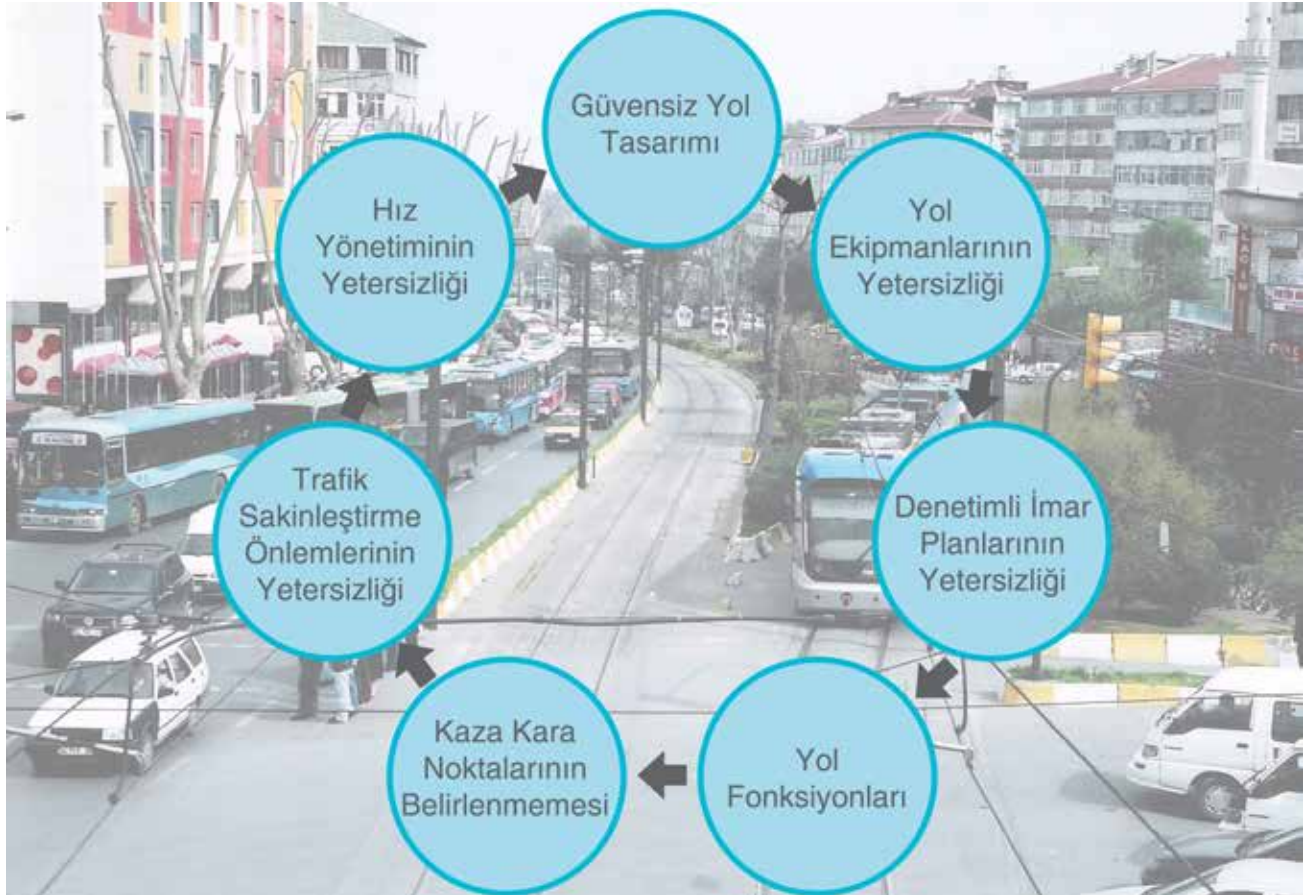 Güvensiz Yol
Tasarımı
Yol
Ekipmanlarının
Yetersizliği
Denetimli İmar
Planlarının
Yetersizliği
Yol
Fonksiyonları
Kaza Kara
Noktalarının
Belirlenmemesi
Trafik
Sakinleştirme
Önlemlerinin
Yetersizliği
Hız
Yönetiminin
Yetersizliği